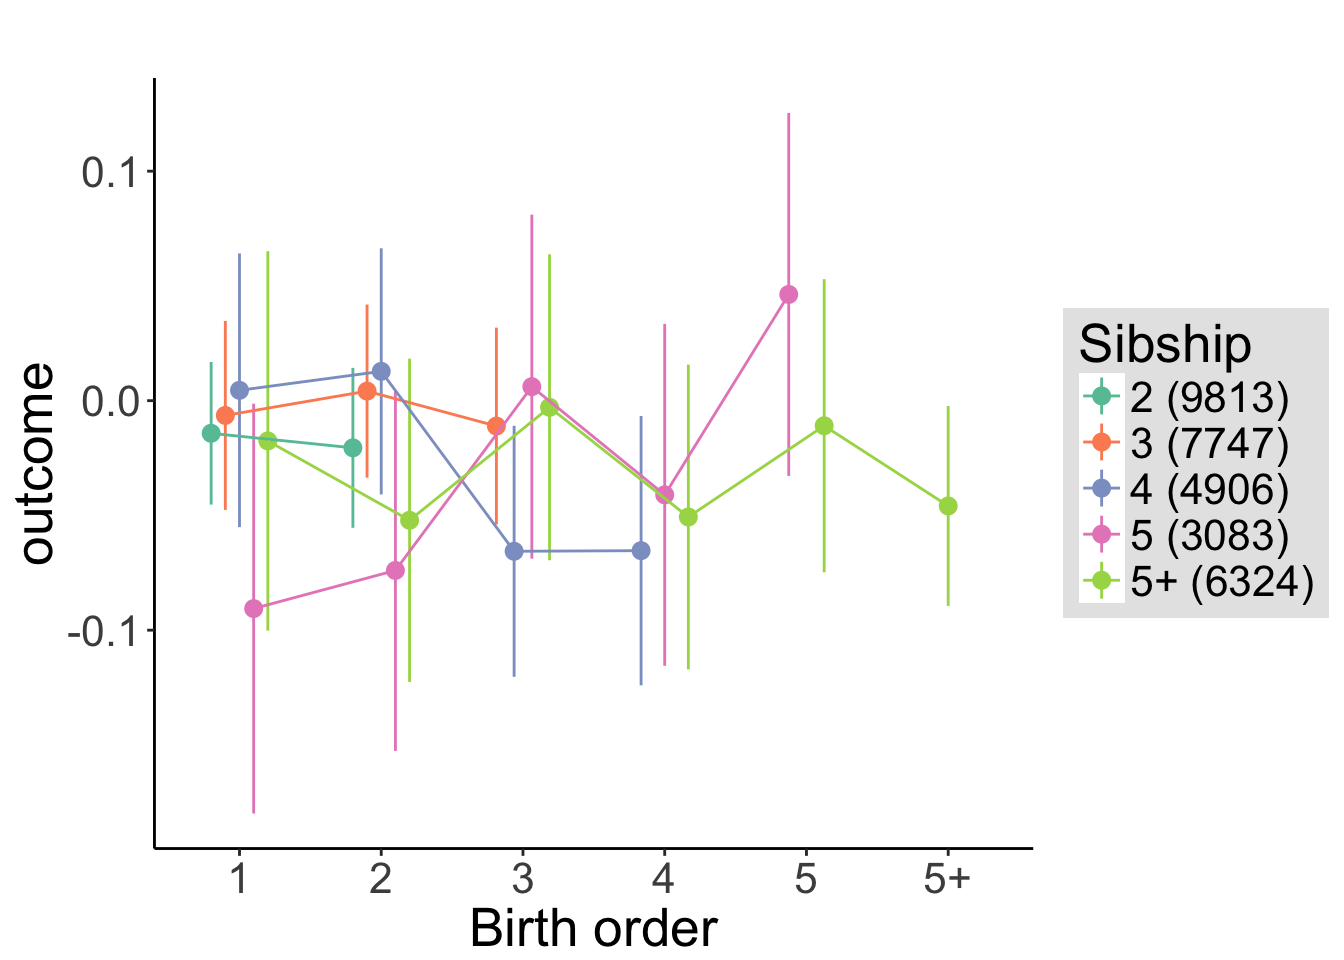 0.1
0.0
-0.1
outcome
1 2 3 4 5 5+
Birth order
Sibship
2 (9813)
3 (7747)
4 (4906)
5 (3083)
5+ (6324)